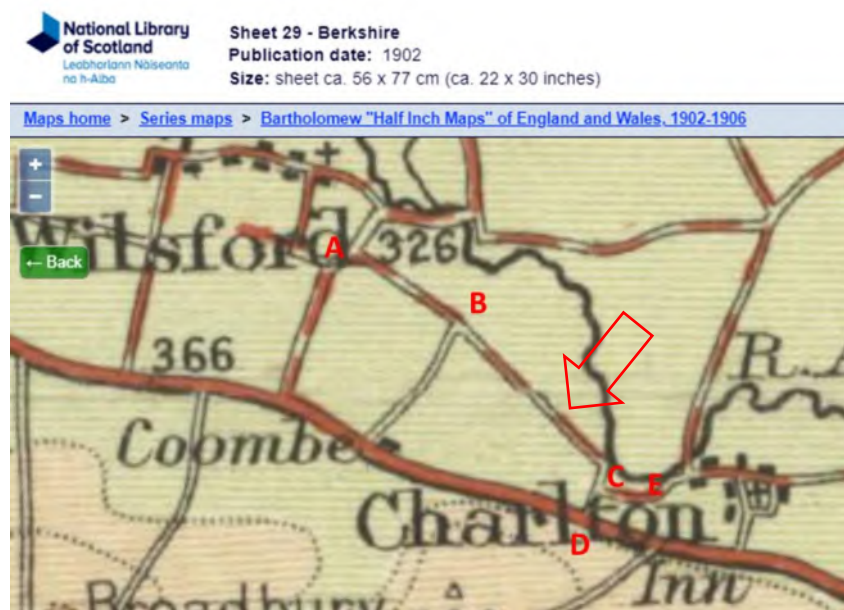 National Library
of Scotland
Leabharlann Nàiseanta
na h-Alba
Sheet 29 - Berkshire
Publication date: 1902
Size: sheet ca. 56 x 77 cm (ca. 22 x 30 inches)
Maps home > Series maps > Bartholomew "Half Inch Maps" of England and Wales, 1902-1906
+
−
← Back
Wilsford
A
326
B
366
R.
Coombe
C
E
Charlton
D
Inn
Broadbury